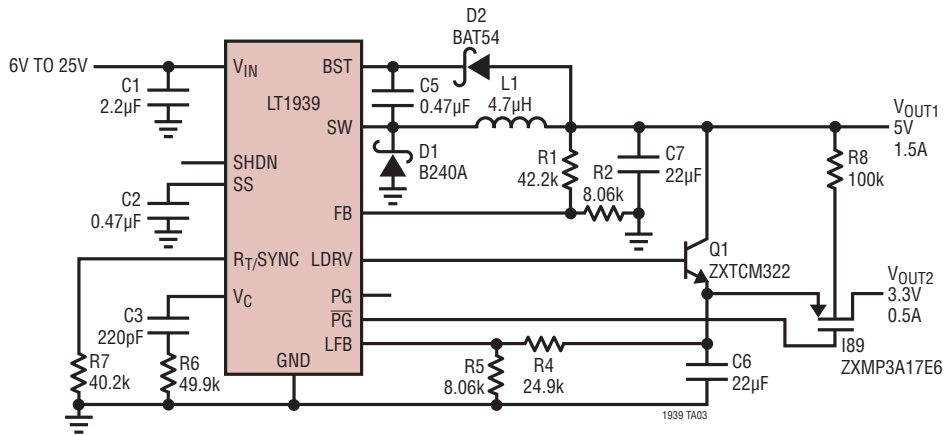 D2
BAT54
6V TO 25V
V_IN
BST
C1
2.2µF
LT1939
C5
0.47µF
L1
4.7µH
V_OUT1
5V
1.5A
SW
SHDN
SS
D1
B240A
R1
42.2k
R2
8.06k
C7
22µF
R8
100k
C2
0.47µF
FB
R_T/SYNC
LDRV
Q1
ZXTCM322
V_OUT2
3.3V
0.5A
V_C
PG
PG
C3
220pF
LFB
GND
R7
40.2k
R6
49.9k
R5
8.06k
R4
24.9k
C6
22µF
I89
ZXMP3A17E6
1939 TA03